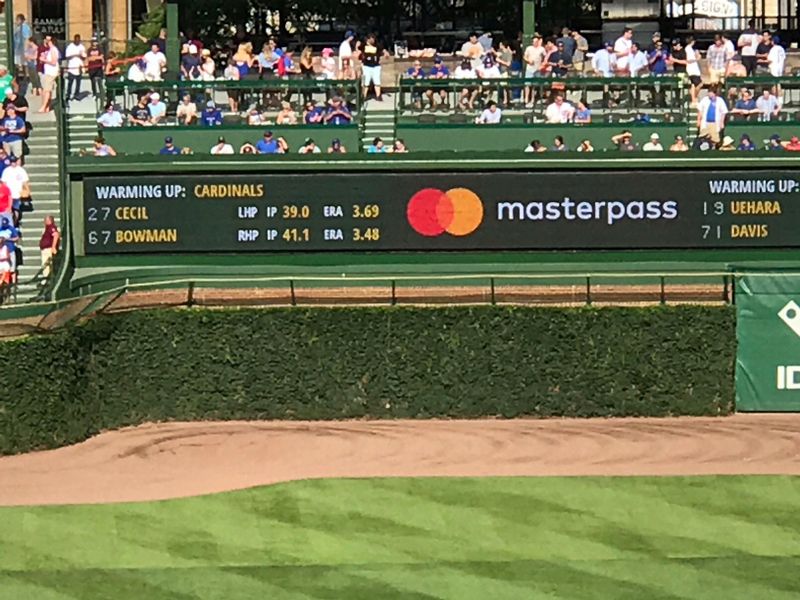 WARMING UP: CARDINALS
27 CECIL LHP IP 39.0 ERA 3.69
67 BOWMAN RHP IP 41.1 ERA 3.48
masterpass
WARMING UP:
19 UEHARA
71 DAVIS
ID